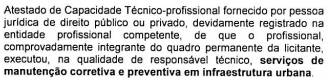 Atestado de Capacidade Técnico-profissional fornecido por pessoa
jurídica de direito público ou privado, devidamente registrado na
entidade profissional competente, de que o profissional,
comprovadamente integrante do quadro permanente da licitante,
executou, na qualidade de responsável técnico, serviços de
manutenção corretiva e preventiva em infraestrutura urbana.